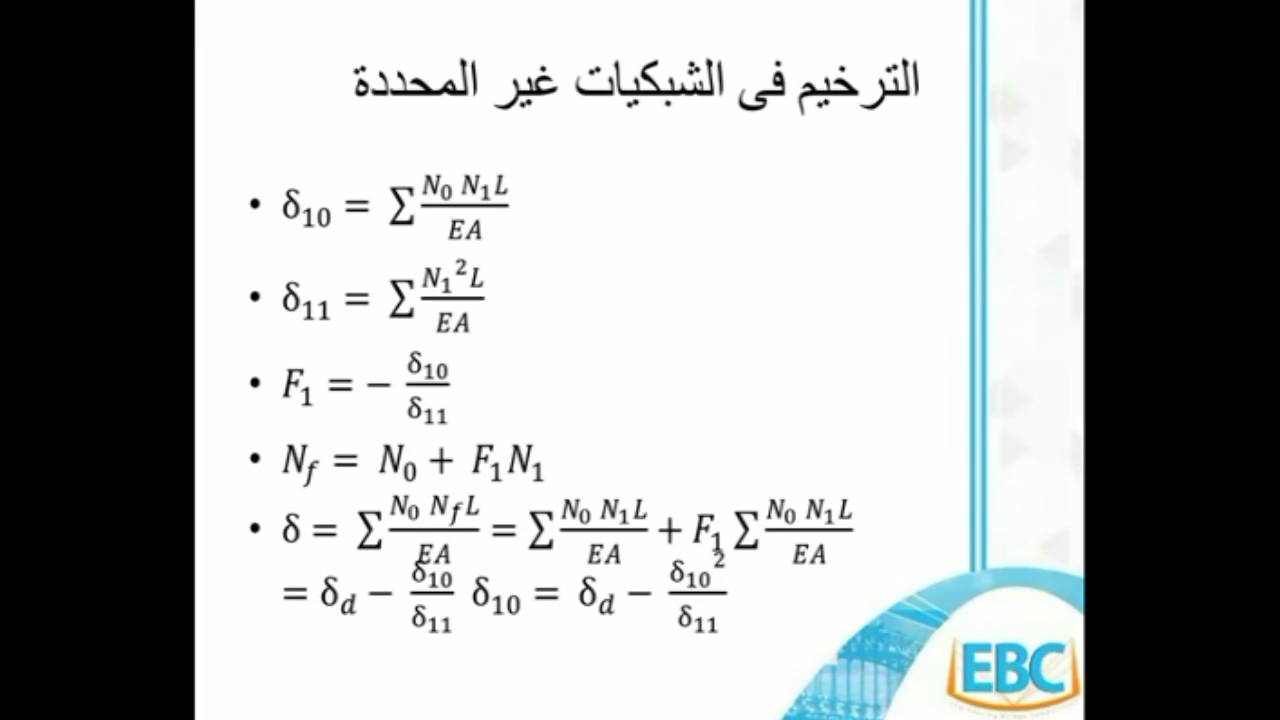 الترخيم فى الشبكيات غير المحددة
• δ₁₀ = ∑ N₀ N₁L / EA
• δ₁₁ = ∑ N₁²L / EA
• F₁ = − δ₁₀ / δ₁₁
• N_f = N₀ + F₁N₁
• δ = ∑ N₀ N_f L / EA = ∑ N₀ N₁L / EA + F₁ ∑ N₀ N₁L / EA
= δ_d − δ₁₀ / δ₁₁ δ₁₀ = δ_d − δ₁₀² / δ₁₁
EBC